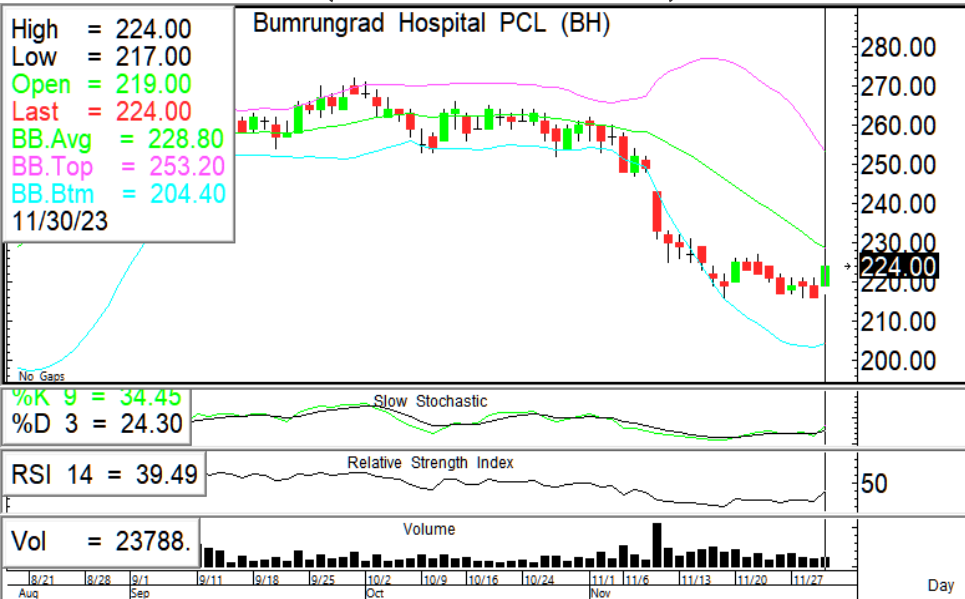 Bumrungrad Hospital PCL (BH)
High = 224.00
Low = 217.00
Open = 219.00
Last = 224.00
BB.Avg = 228.80
BB.Top = 253.20
BB.Btm = 204.40
11/30/23
280.00
270.00
260.00
250.00
240.00
230.00
224.00
220.00
210.00
200.00
No Gaps
%K 9 = 34.45
%D 3 = 24.30
Slow Stochastic
RSI 14 = 39.49
Relative Strength Index
50
Vol = 23788.
Volume
8/21 8/28 9/1 9/11 9/18 9/25 10/2 10/9 10/16 10/24 11/1 11/6 11/13 11/20 11/27
Aug Sep Oct Nov
Day